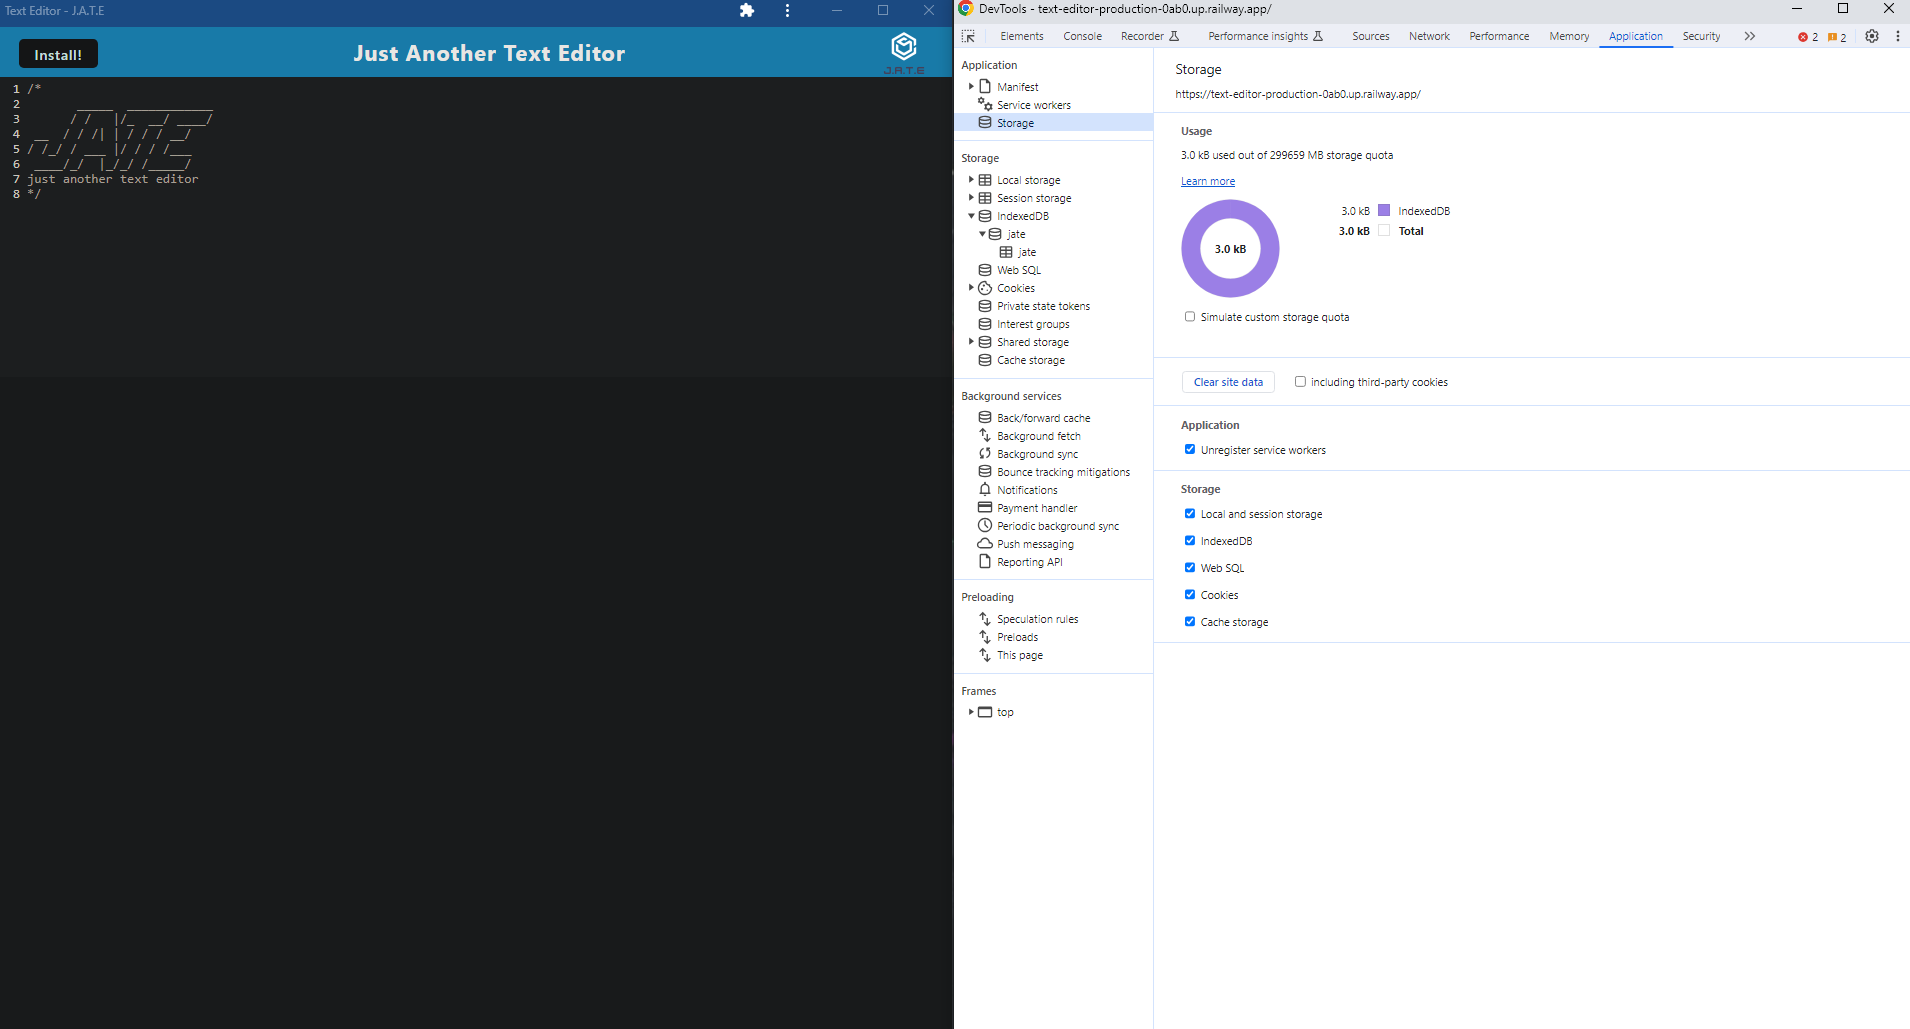 Text Editor - J.A.T.E
Install!
Just Another Text Editor
J.A.T.E
1 /*
2        _____  ____________
3       / /   |/_  __/ ____/
4  __  / / /| | / / / __/
5 / /_/ / ___ |/ / / /___
6  ____/_/  |_/_/ /_____/
7 just another text editor
8 */
DevTools - text-editor-production-0ab0.up.railway.app/
Elements
Console
Recorder
Performance insights
Sources
Network
Performance
Memory
Application
Security
2
2
Application
Manifest
Service workers
Storage
Storage
Local storage
Session storage
IndexedDB
jate
jate
Web SQL
Cookies
Private state tokens
Interest groups
Shared storage
Cache storage
Background services
Back/forward cache
Background fetch
Background sync
Bounce tracking mitigations
Notifications
Payment handler
Periodic background sync
Push messaging
Reporting API
Preloading
Speculation rules
Preloads
This page
Frames
top
Storage
https://text-editor-production-0ab0.up.railway.app/
Usage
3.0 kB used out of 299659 MB storage quota
Learn more
3.0 kB
3.0 kB IndexedDB
3.0 kB Total
Simulate custom storage quota
Clear site data
including third-party cookies
Application
Unregister service workers
Storage
Local and session storage
IndexedDB
Web SQL
Cookies
Cache storage